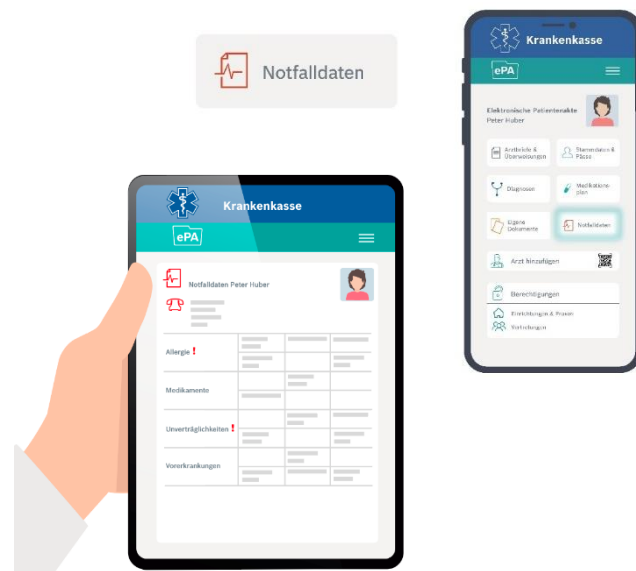 Notfalldaten
Krankenkasse
ePA
Elektronische Patientenakte
Peter Huber
Arztbriefe &
Überweisungen
Stammdaten &
Pässe
Diagnosen
Medikations-
plan
Eigene
Dokumente
Notfalldaten
Arzt hinzufügen
Berechtigungen
Einrichtungen & Praxen
Vertretungen
Krankenkasse
ePA
Notfalldaten Peter Huber
Allergie !
Medikamente
Unverträglichkeiten !
Vorerkrankungen